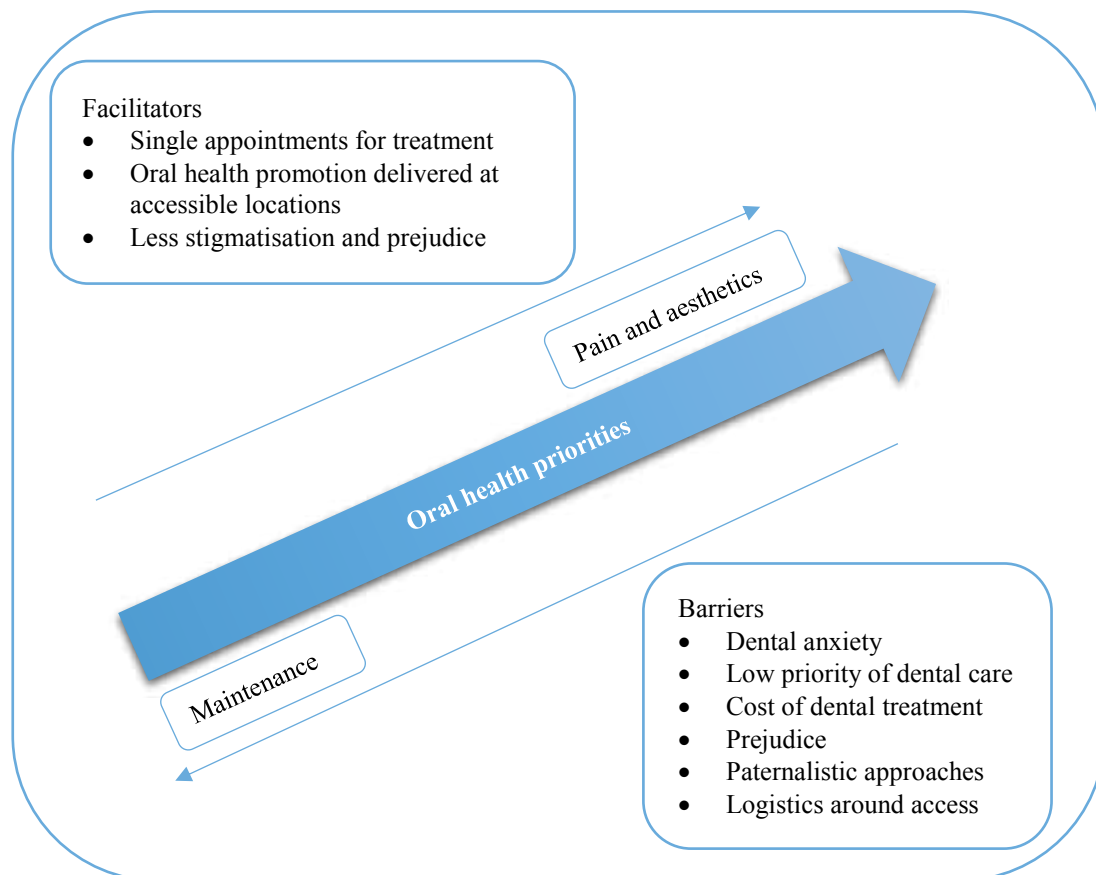 Facilitators
• Single appointments for treatment
• Oral health promotion delivered at
accessible locations
• Less stigmatisation and prejudice
Pain and aesthetics
Oral health priorities
Maintenance
Barriers
• Dental anxiety
• Low priority of dental care
• Cost of dental treatment
• Prejudice
• Paternalistic approaches
• Logistics around access